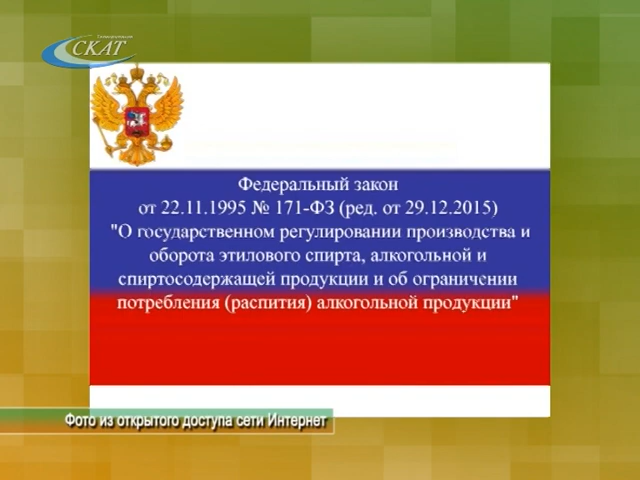 СКАТ
Федеральный закон
от 22.11.1995 № 171-ФЗ (ред. от 29.12.2015)
"О государственном регулировании производства и
оборота этилового спирта, алкогольной и
спиртосодержащей продукции и об ограничении
потребления (распития) алкогольной продукции"
Фото из открытого доступа сети Интернет